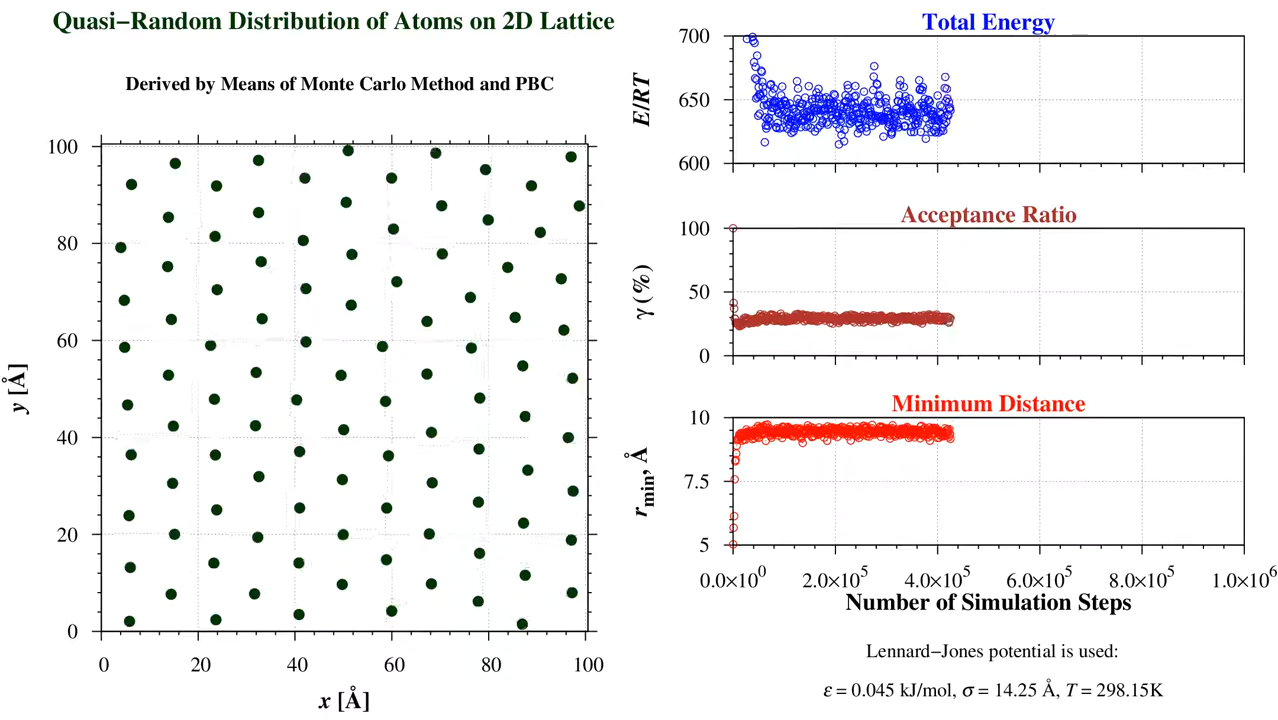 Quasi−Random Distribution of Atoms on 2D Lattice
Derived by Means of Monte Carlo Method and PBC
100
80
60
40
20
0
y [Å]
0 20 40 60 80 100
x [Å]
Total Energy
700
650
600
E/RT
Acceptance Ratio
100
50
0
γ (%)
Minimum Distance
10
7.5
5
r_min, Å
0.0×10^0 2.0×10^5 4.0×10^5 6.0×10^5 8.0×10^5 1.0×10^6
Number of Simulation Steps
Lennard−Jones potential is used:
ε = 0.045 kJ/mol, σ = 14.25 Å, T = 298.15K